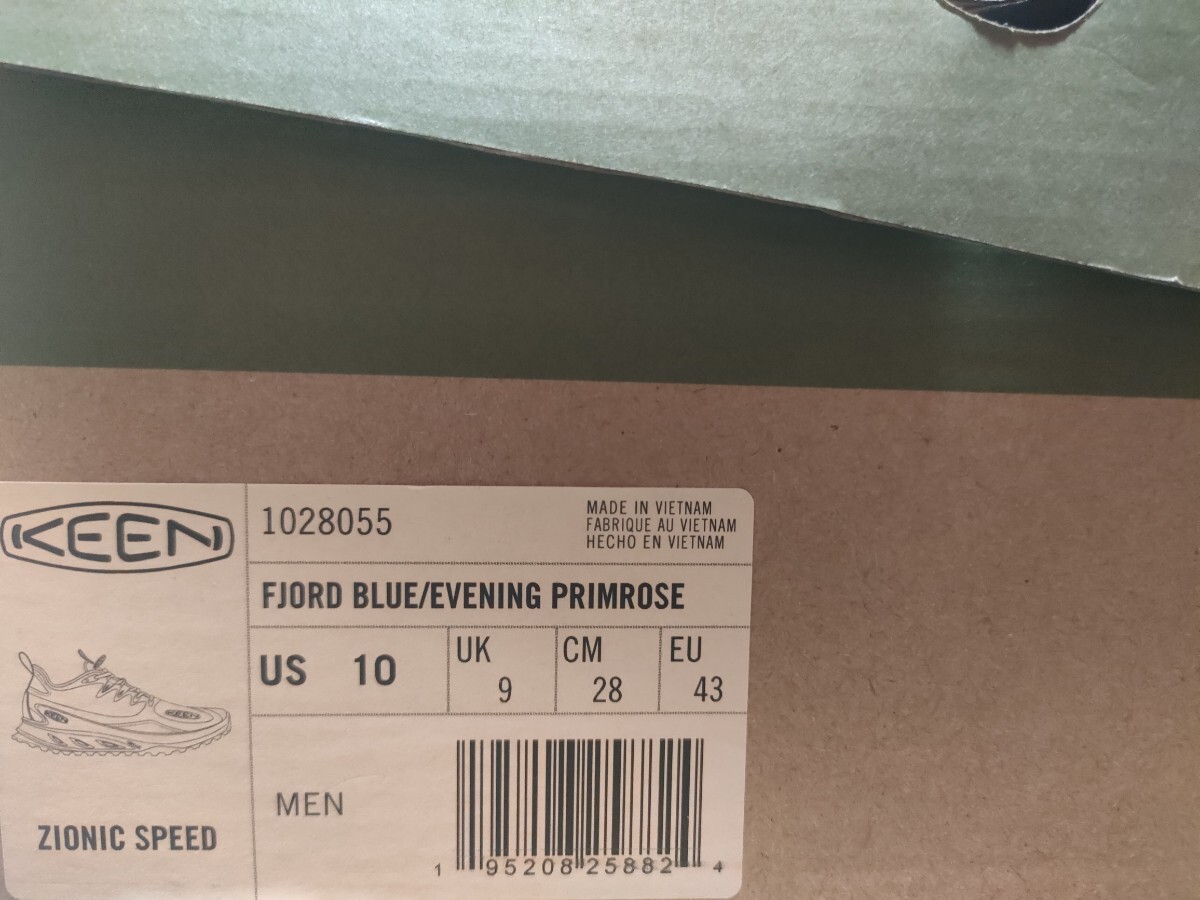 KEEN
1028055
MADE IN VIETNAM
FABRIQUE AU VIETNAM
HECHO EN VIETNAM
FJORD BLUE/EVENING PRIMROSE
US 10
UK 9
CM 28
EU 43
KEEN
MEN
ZIONIC SPEED
1 95208 25882 4